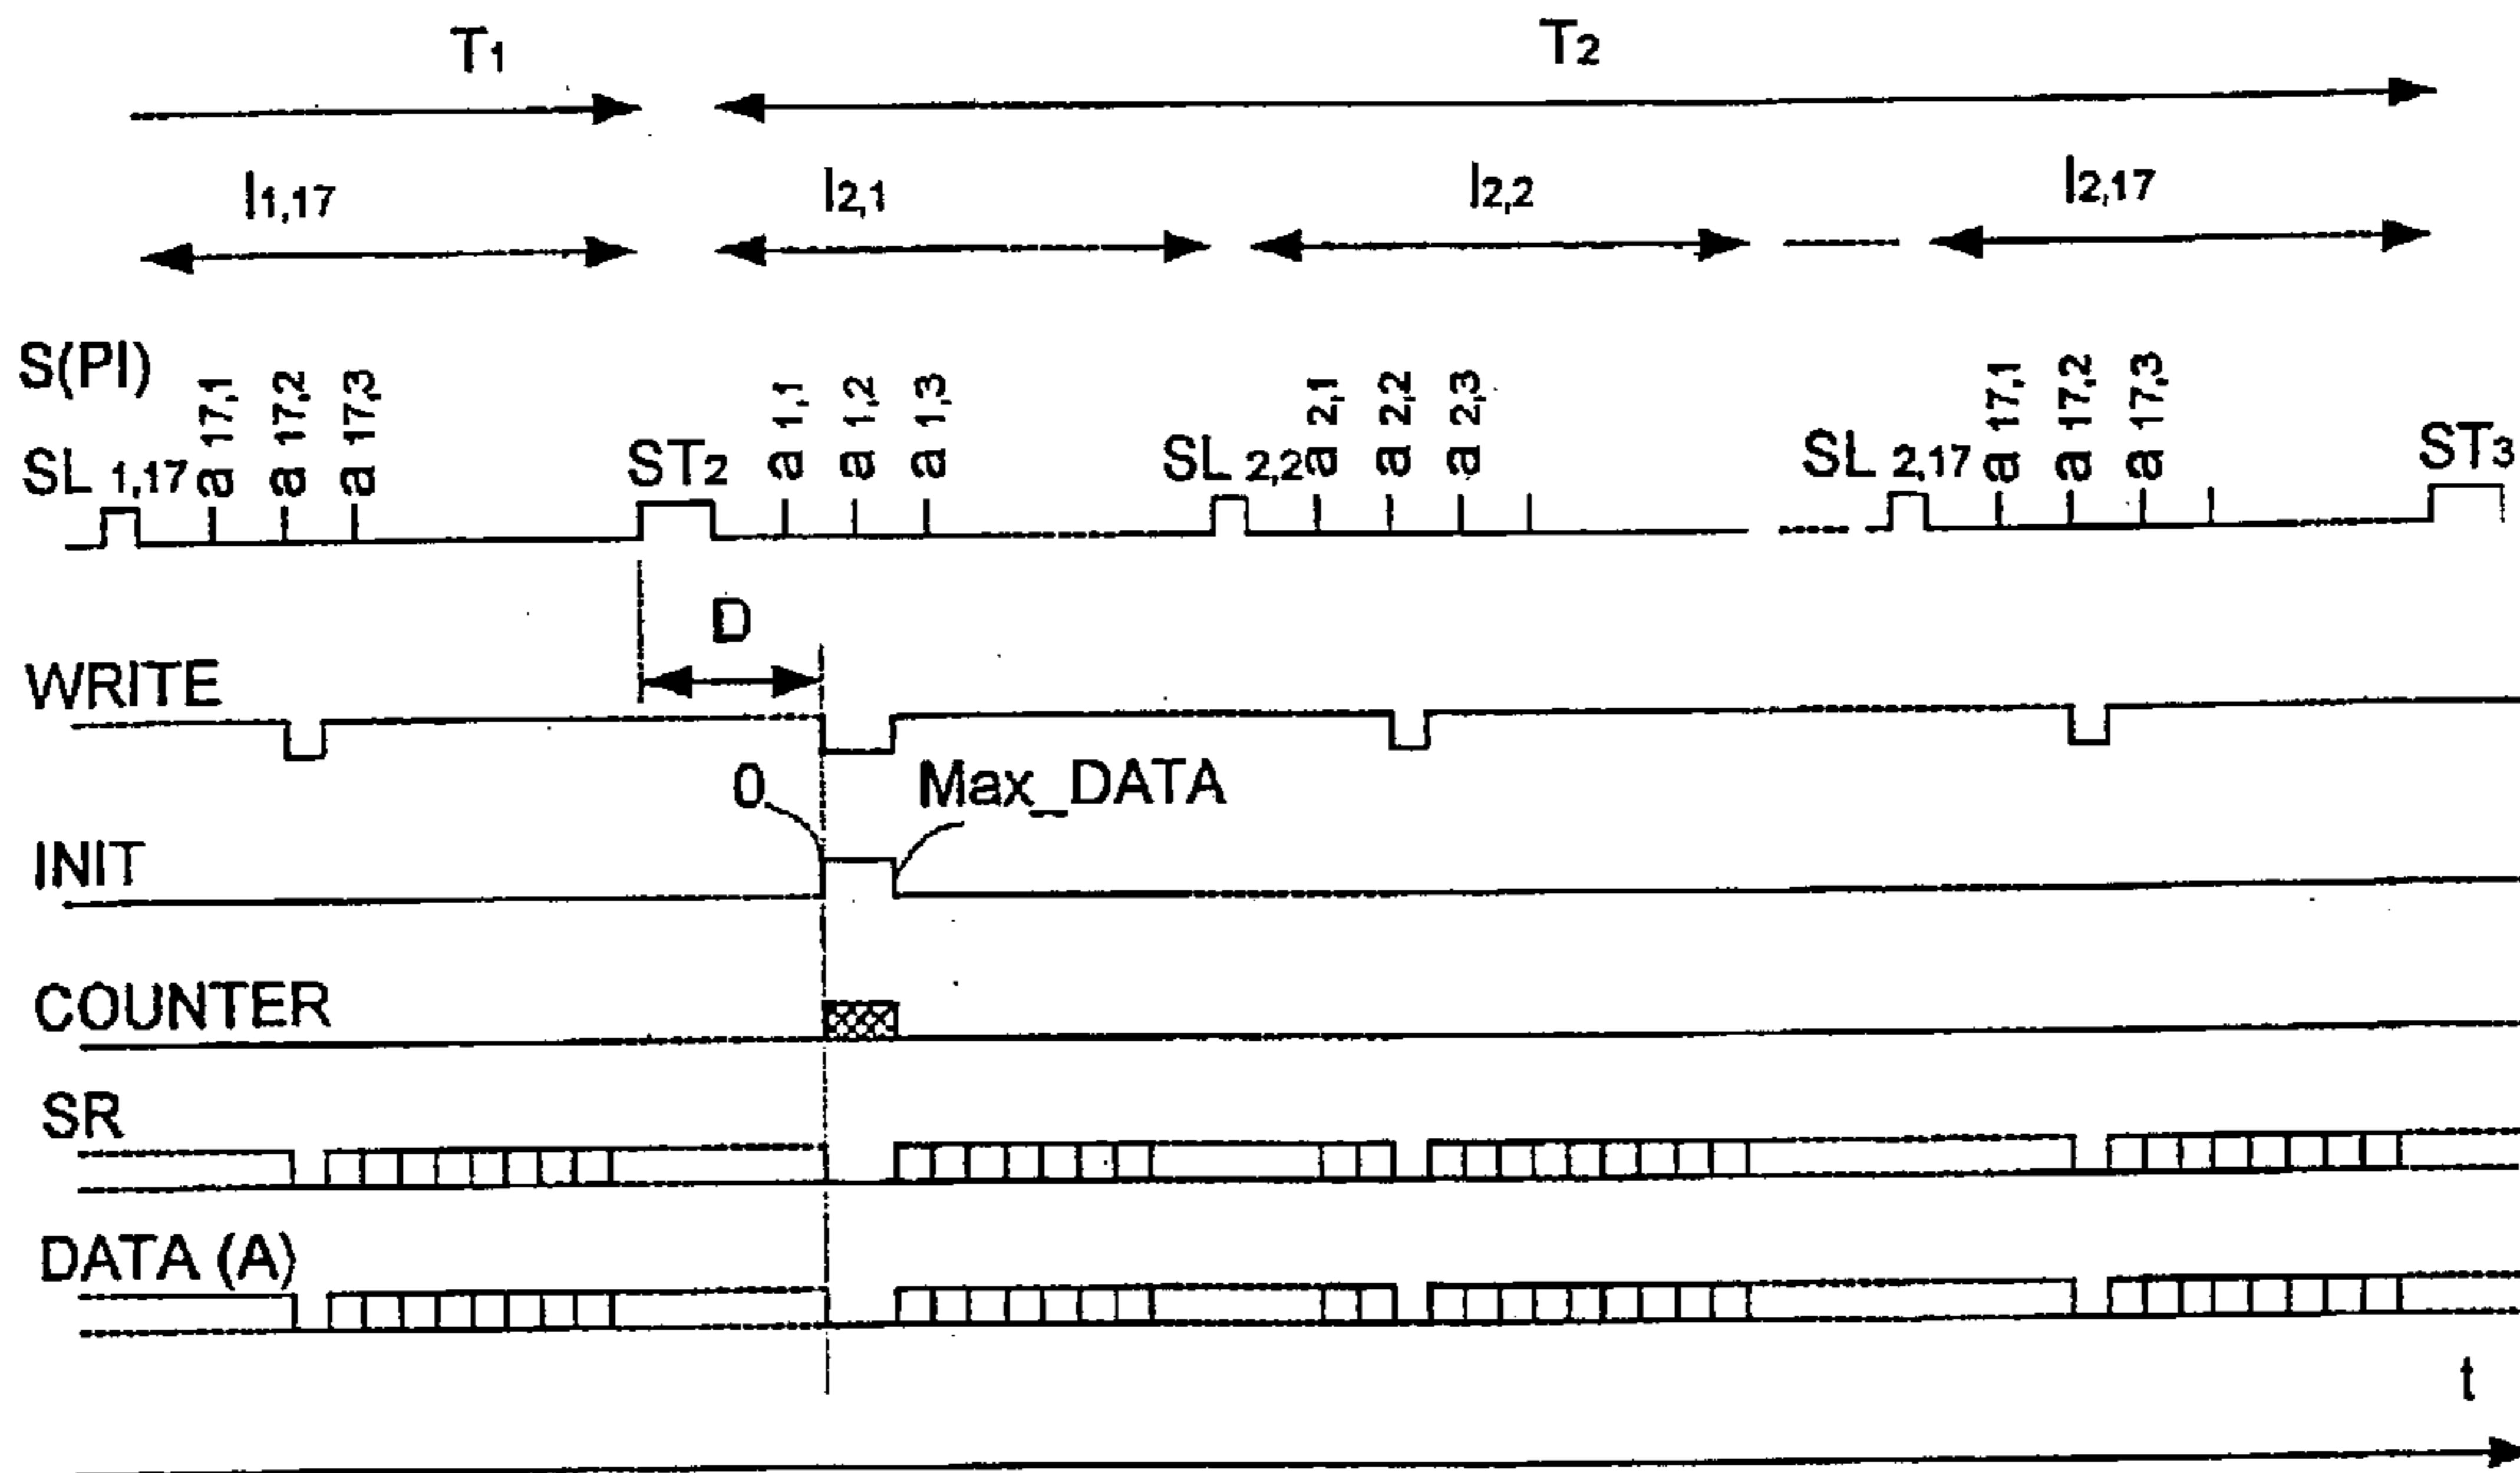 T1 T2
I1,17 I2,1 I2,2 I2,17
S(PI)
a 17,1 a 17,2 a 17,3 a 1,1 a 1,2 a 1,3 a 2,1 a 2,2 a 2,3 a 17,1 a 17,2 a 17,3
SL 1,17 ST2 SL 2,2 SL 2,17 ST3
D
WRITE
0 Max_DATA
INIT
COUNTER
SR
DATA (A)
t